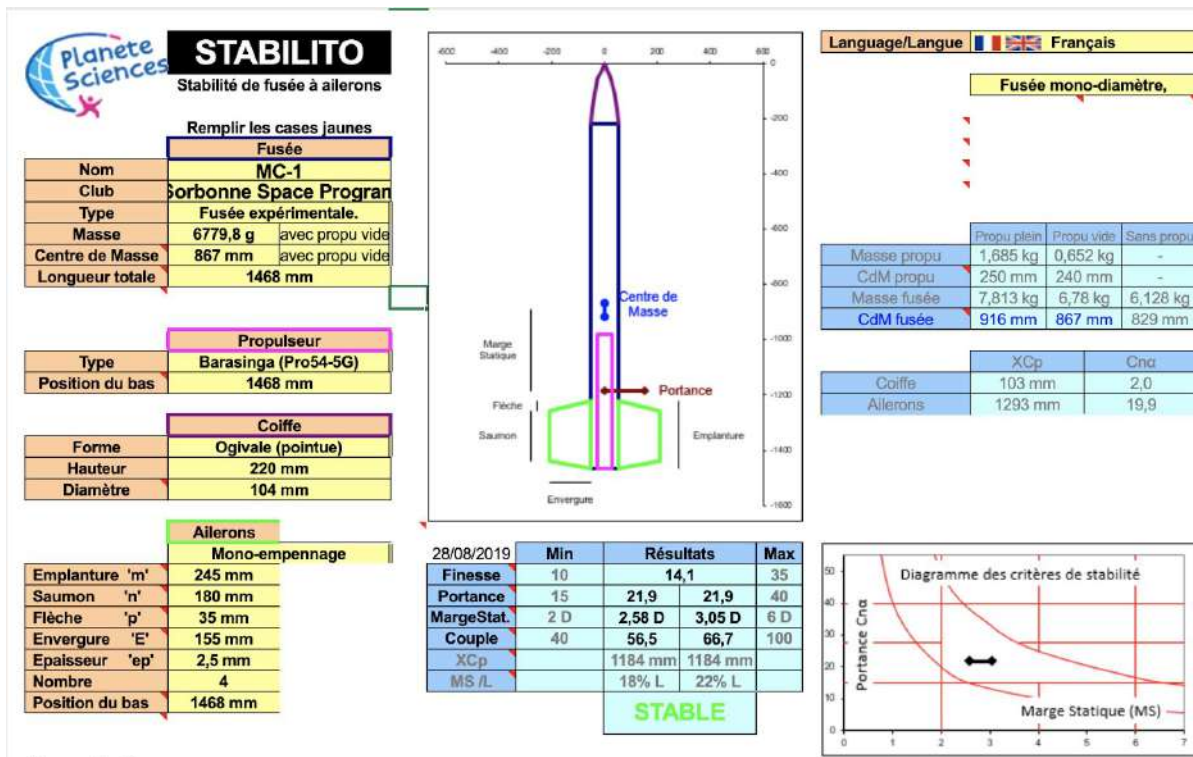 Planète Sciences
STABILITO
Stabilité de fusée à ailerons
Remplir les cases jaunes
Fusée
Nom MC-1
Club Sorbonne Space Program
Type Fusée expérimentale.
Masse 6779,8 g avec propu vide
Centre de Masse 867 mm avec propu vide
Longueur totale 1468 mm
Propulseur
Type Barasinga (Pro54-5G)
Position du bas 1468 mm
Coiffe
Forme Ogivale (pointue)
Hauteur 220 mm
Diamètre 104 mm
Ailerons
Mono-empennage
Emplanture 'm' 245 mm
Saumon 'n' 180 mm
Flèche 'p' 35 mm
Envergure 'E' 155 mm
Epaisseur 'ep' 2,5 mm
Nombre 4
Position du bas 1468 mm
-600 -400 -200 0 200 400 600
0
-200
-400
-600
-800
-1000
-1200
-1400
-1600
Centre de Masse
Marge Statique
Portance
Flèche
Saumon
Emplanture
Envergure
28/08/2019 Min Résultats Max
Finesse 10 14,1 35
Portance 15 21,9 21,9 40
MargeStat. 2 D 2,58 D 3,05 D 6 D
Couple 40 56,5 66,7 100
XCp 1184 mm 1184 mm
MS /L 18% L 22% L
STABLE
Language/Langue Français
Fusée mono-diamètre,
Propu plein Propu vide Sans propu
Masse propu 1,685 kg 0,652 kg -
CdM propu 250 mm 240 mm -
Masse fusée 7,813 kg 6,78 kg 6,128 kg
CdM fusée 916 mm 867 mm 829 mm
XCp Cnα
Coiffe 103 mm 2,0
Ailerons 1293 mm 19,9
Diagramme des critères de stabilité
Portance Cnα
50
40
30
20
10
0
Marge Statique (MS)
0 1 2 3 4 5 6 7